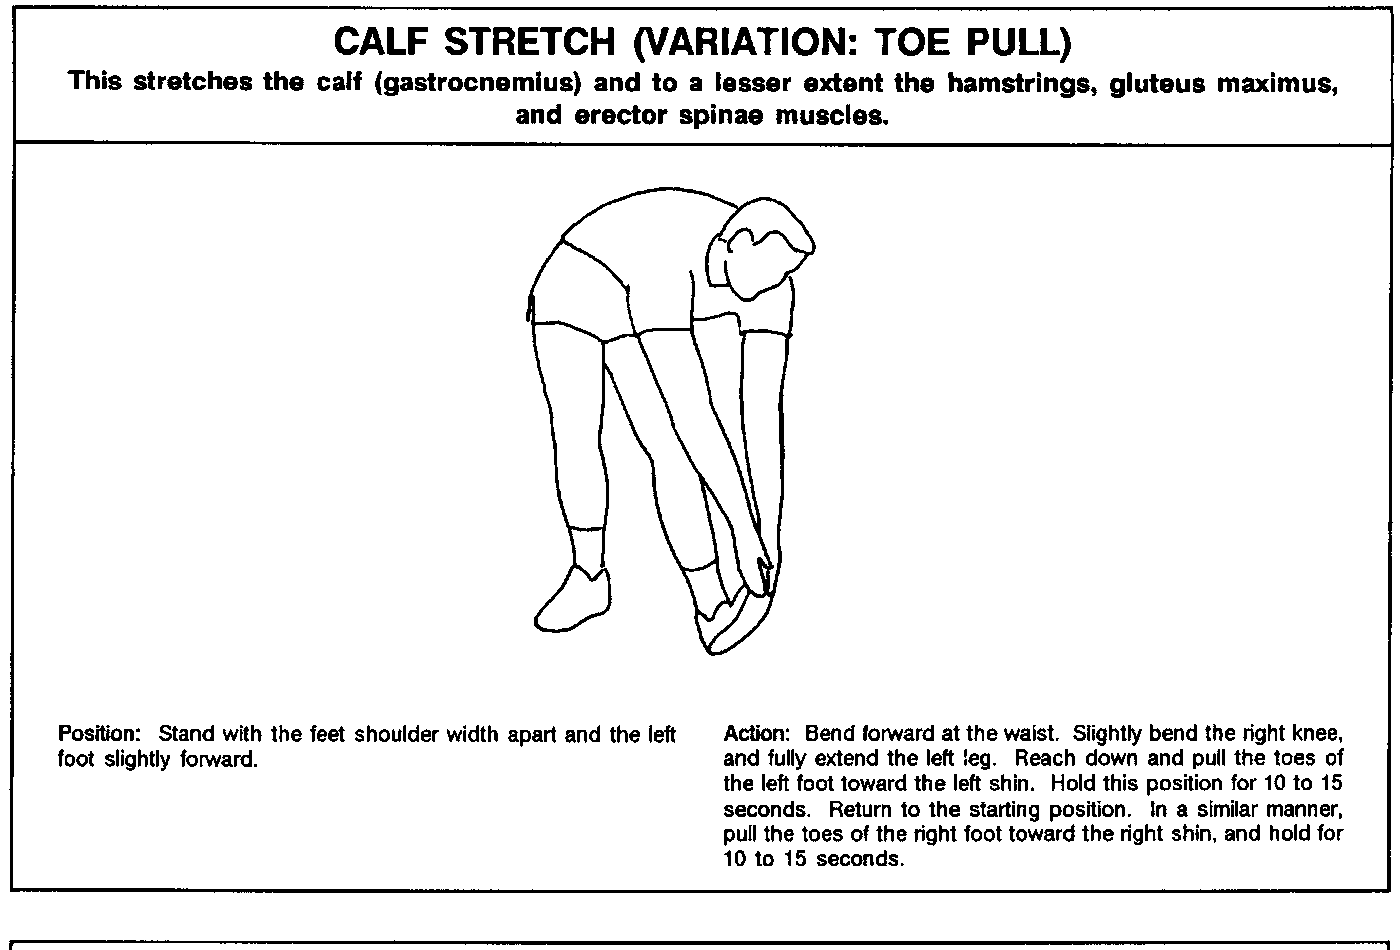 CALF STRETCH (VARIATION: TOE PULL)
This stretches the calf (gastrocnemius) and to a lesser extent the hamstrings, gluteus maximus,
and erector spinae muscles.
Position: Stand with the feet shoulder width apart and the left
foot slightly forward.
Action: Bend forward at the waist. Slightly bend the right knee,
and fully extend the left leg. Reach down and pull the toes of
the left foot toward the left shin. Hold this position for 10 to 15
seconds. Return to the starting position. In a similar manner,
pull the toes of the right foot toward the right shin, and hold for
10 to 15 seconds.